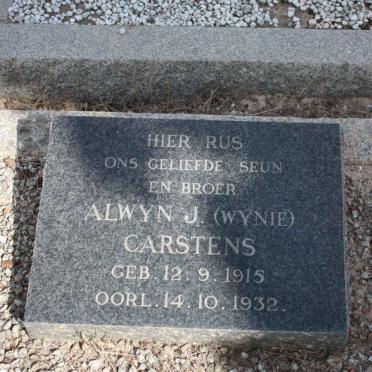 HIER RUS
ONS GELIEFDE SEUN
EN BROER
ALWYN J. (WYNIE)
CARSTENS
GEB. 12. 9. 1915
OORL. 14. 10. 1932.